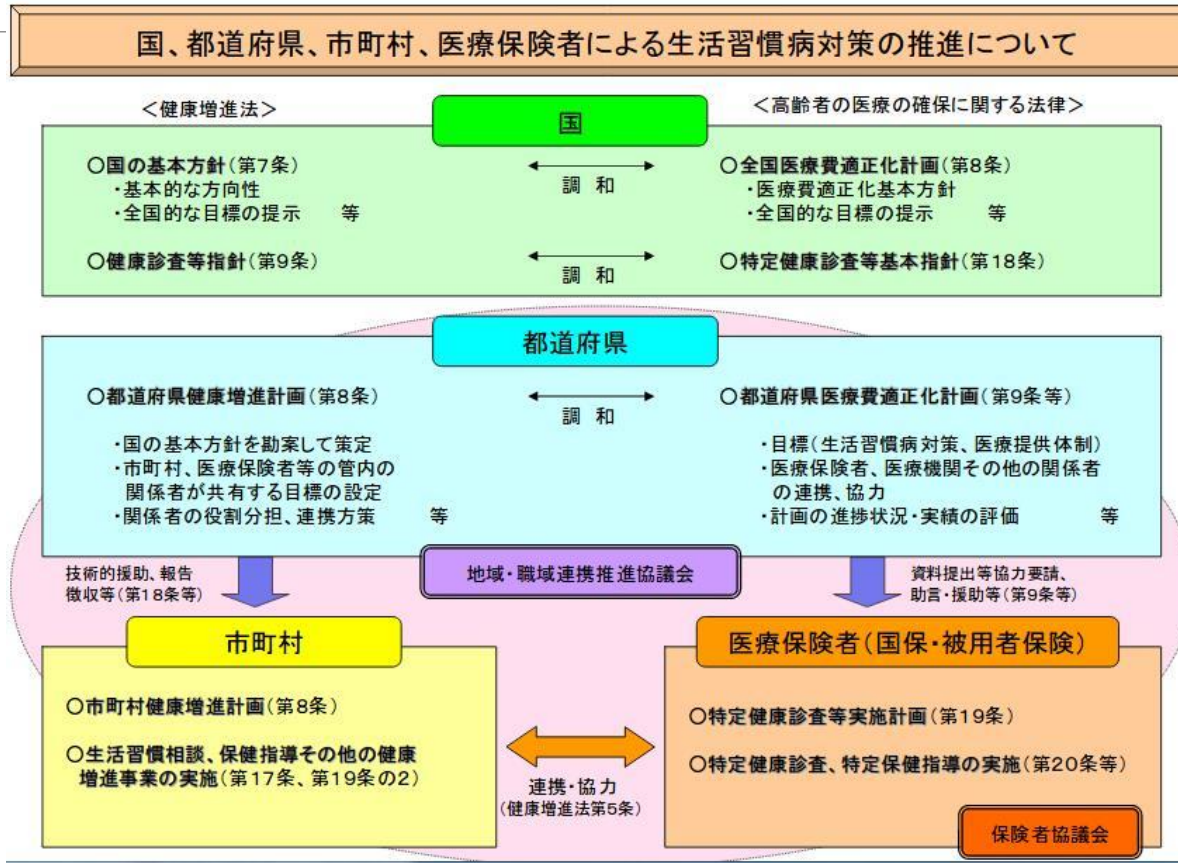 国、都道府県、市町村、医療保険者による生活習慣病対策の推進について
＜健康増進法＞
国
＜高齢者の医療の確保に関する法律＞
○国の基本方針(第７条)
・基本的な方向性
・全国的な目標の提示　　等
調 和
○全国医療費適正化計画(第８条)
・医療費適正化基本方針
・全国的な目標の提示　　等
○健康診査等指針(第９条)
調 和
○特定健康診査等基本指針(第１８条)
都道府県
○都道府県健康増進計画(第８条)
調 和
○都道府県医療費適正化計画(第９条等)
・国の基本方針を勘案して策定
・市町村、医療保険者等の管内の
関係者が共有する目標の設定
・関係者の役割分担、連携方策　　等
・目標(生活習慣病対策、医療提供体制)
・医療保険者、医療機関その他の関係者
の連携、協力
・計画の進捗状況・実績の評価　　等
技術的援助、報告
徴収等(第１８条等)
地域・職域連携推進協議会
資料提出等協力要請、
助言・援助等(第９条等)
市町村
○市町村健康増進計画(第８条)
○生活習慣相談、保健指導その他の健康
増進事業の実施(第１７条、第１９条の２)
連携・協力
(健康増進法第５条)
医療保険者(国保・被用者保険)
○特定健康診査等実施計画(第１９条)
○特定健康診査、特定保健指導の実施(第２０条等)
保険者協議会